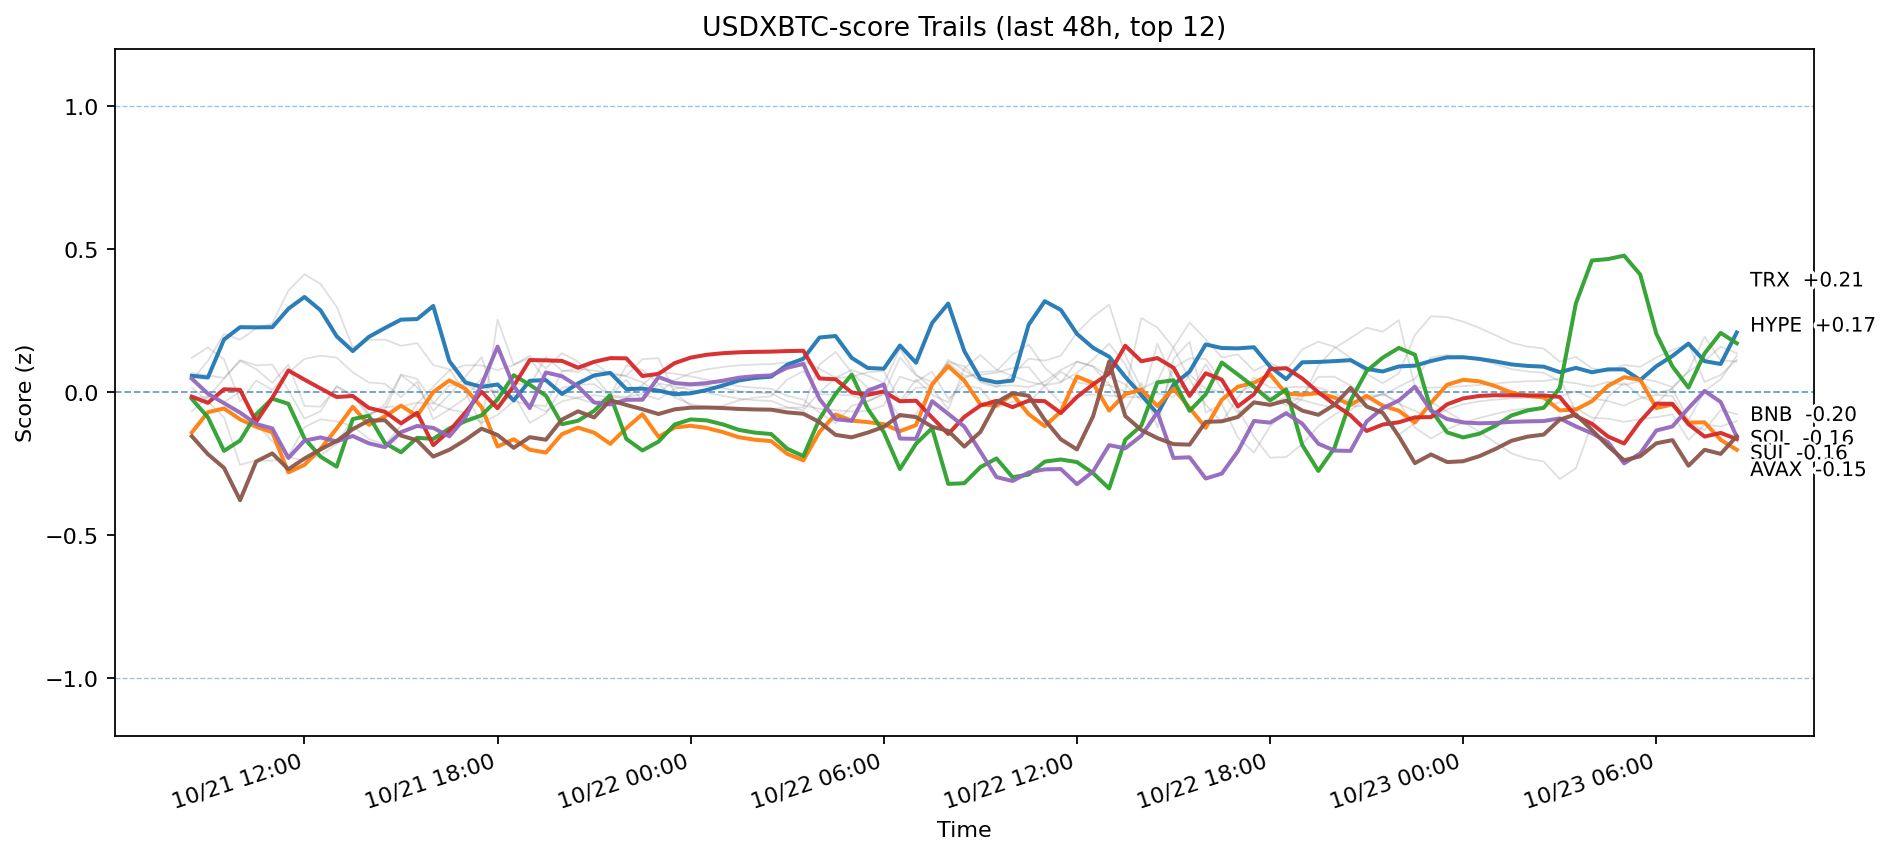 USDXBTC-score Trails (last 48h, top 12)
Score (z)
1.0
0.5
0.0
−0.5
−1.0
TRX +0.21
HYPE +0.17
BNB -0.20
SOL -0.16
SUI -0.16
AVAX -0.15
10/21 12:00
10/21 18:00
10/22 00:00
10/22 06:00
10/22 12:00
10/22 18:00
10/23 00:00
10/23 06:00
Time